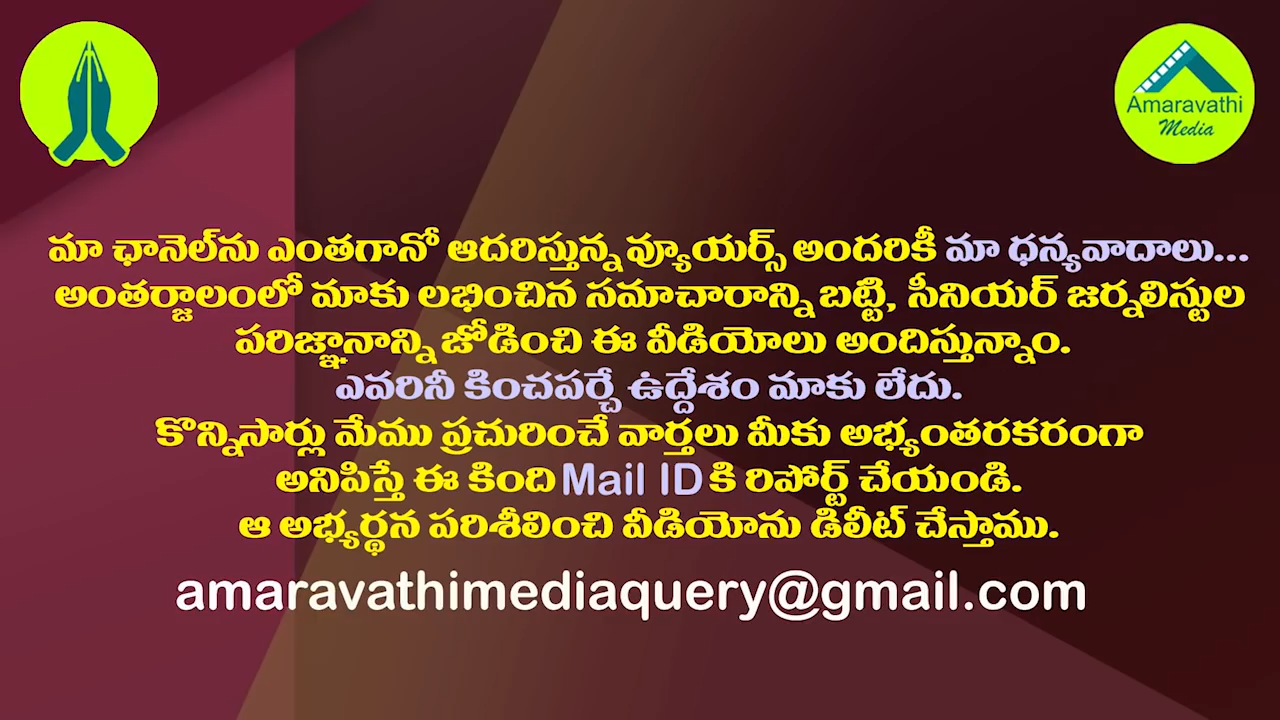 Amaravathi
Media
మా ఛానెల్‌ను ఎంతగానో ఆదరిస్తున్న వ్యూయర్స్ అందరికీ మా ధన్యవాదాలు...
అంతర్జాలంలో మాకు లభించిన సమాచారాన్ని బట్టి, సీనియర్ జర్నలిస్టుల
పరిజ్ఞానాన్ని జోడించి ఈ వీడియోలు అందిస్తున్నాం.
ఎవరినీ కించపర్చే ఉద్దేశం మాకు లేదు.
కొన్నిసార్లు మేము ప్రచురించే వార్తలు మీకు అభ్యంతరకరంగా
అనిపిస్తే ఈ కింది Mail ID కి రిపోర్ట్ చేయండి.
ఆ అభ్యర్థన పరిశీలించి వీడియోను డిలీట్ చేస్తాము.
amaravathimediaquery@gmail.com